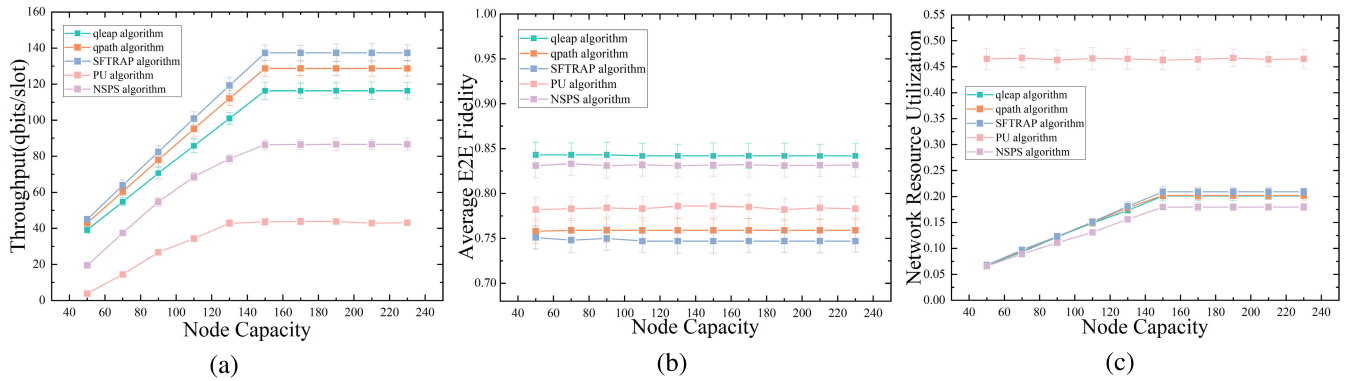 Throughput(qbits/slot)
160
140
120
100
80
60
40
20
0
qleap algorithm
qpath algorithm
SFTRAP algorithm
PU algorithm
NSPS algorithm
40 60 80 100 120 140 160 180 200 220 240
Node Capacity
(a)
Average E2E Fidelity
1.00
0.95
0.90
0.85
0.80
0.75
0.70
qleap algorithm
qpath algorithm
SFTRAP algorithm
PU algorithm
NSPS algorithm
40 60 80 100 120 140 160 180 200 220 240
Node Capacity
(b)
Network Resource Utilization
0.55
0.50
0.45
0.40
0.35
0.30
0.25
0.20
0.15
0.10
0.05
0.00
qleap algorithm
qpath algorithm
SFTRAP algorithm
PU algorithm
NSPS algorithm
40 60 80 100 120 140 160 180 200 220 240
Node Capacity
(c)